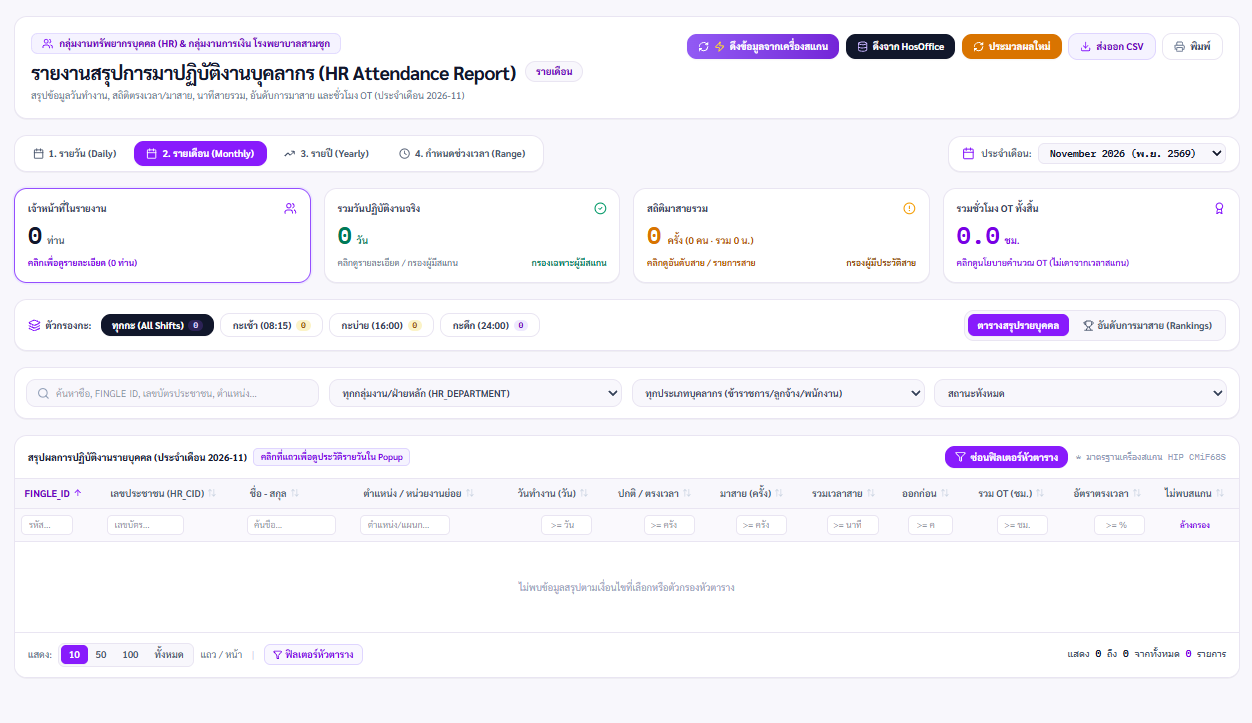 กลุ่มงานทรัพยากรบุคคล (HR) & กลุ่มงานการเงิน โรงพยาบาลสามชุก
ดึงข้อมูลจากเครื่องสแกน
ดึงจาก HosOffice
ประมวลผลใหม่
ส่งออก CSV
พิมพ์
รายงานสรุปการมาปฏิบัติงานบุคลากร (HR Attendance Report) รายเดือน
สรุปข้อมูลวันทำงาน, สถิติตรงเวลา/มาสาย, นาทีสายรวม, อันดับการมาสาย และชั่วโมง OT (ประจำเดือน 2026-11)
1. รายวัน (Daily)
2. รายเดือน (Monthly)
3. รายปี (Yearly)
4. กำหนดช่วงเวลา (Range)
ประจำเดือน: November 2026 (พ.ย. 2569)
เจ้าหน้าที่ในรายงาน
0 ท่าน
คลิกเพื่อดูรายละเอียด (0 ท่าน)
รวมวันปฏิบัติงานจริง
0 วัน
คลิกดูรายละเอียด / กรองผู้มีสแกน กรองเฉพาะผู้มีสแกน
สถิติมาสายรวม
0 ครั้ง (0 คน · รวม 0 น.)
คลิกดูอันดับสาย / รายการสาย กรองผู้มีประวัติสาย
รวมชั่วโมง OT ทั้งสิ้น
0.0 ชม.
คลิกดูนโยบายคำนวณ OT (ไม่เดาจากเวลาสแกน)
ตัวกรองกะ: ทุกกะ (All Shifts) 0 กะเช้า (08:15) 0 กะบ่าย (16:00) 0 กะดึก (24:00) 0
ตารางสรุปรายบุคคล อันดับการมาสาย (Rankings)
ค้นหาชื่อ, FINGLE ID, เลขบัตรประชาชน, ตำแหน่ง...
ทุกกลุ่มงาน/ฝ่ายหลัก (HR_DEPARTMENT)
ทุกประเภทบุคลากร (ข้าราชการ/ลูกจ้าง/พนักงาน)
สถานะทั้งหมด
สรุปผลการปฏิบัติงานรายบุคคล (ประจำเดือน 2026-11) คลิกที่แถวเพื่อดูประวัติรายวันใน Popup
ซ่อนฟิลเตอร์หัวตาราง * มาตรฐานเครื่องสแกน HIP CMiF68S
FINGLE_ID เลขประชาชน (HR_CID) ชื่อ - สกุล ตำแหน่ง / หน่วยงานย่อย วันทำงาน (วัน) ปกติ / ตรงเวลา มาสาย (ครั้ง) รวมเวลาสาย ออกก่อน รวม OT (ชม.) อัตราตรงเวลา ไม่พบสแกน
รหัส... เลขบัตร... ค้นชื่อ... ตำแหน่ง/แผนก... >= วัน >= ครั้ง >= ครั้ง >= นาที >= ค >= ชม. >= % ล้างกรอง
ไม่พบข้อมูลสรุปตามเงื่อนไขที่เลือกหรือตัวกรองหัวตาราง
แสดง: 10 50 100 ทั้งหมด แถว / หน้า | ฟิลเตอร์หัวตาราง
แสดง 0 ถึง 0 จากทั้งหมด 0 รายการ